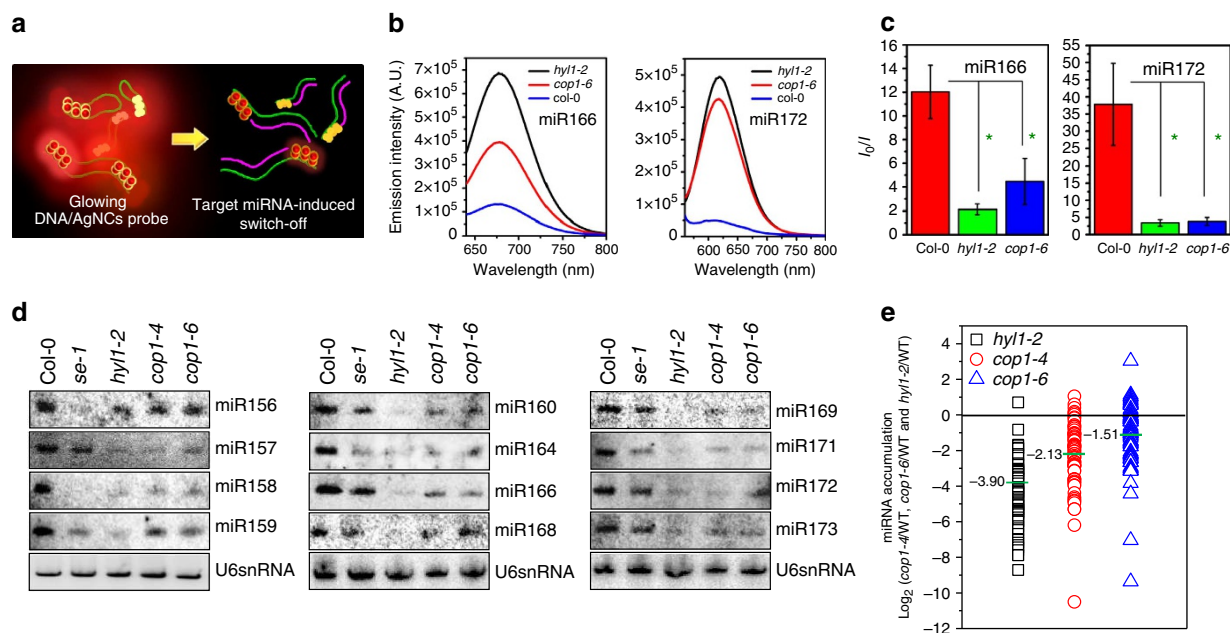 a
Glowing
DNA/AgNCs probe
Target miRNA-induced
switch-off
b
Emission intensity (A.U.)
7×10⁵
6×10⁵
5×10⁵
4×10⁵
3×10⁵
2×10⁵
1×10⁵
0
hyl1-2
cop1-6
col-0
miR166
650 700 750 800
Wavelength (nm)
5×10⁵
4×10⁵
3×10⁵
2×10⁵
1×10⁵
0
hyl1-2
cop1-6
col-0
miR172
600 650 700 750 800
Wavelength (nm)
c
I₀/I
16
14
12
10
8
6
4
2
0
miR166
* *
Col-0 hyl1-2 cop1-6
55
50
45
40
35
30
25
20
15
10
5
0
miR172
* *
Col-0 hyl1-2 cop1-6
d
Col-0 se-1 hyl1-2 cop1-4 cop1-6
miR156
miR157
miR158
miR159
U6snRNA
Col-0 se-1 hyl1-2 cop1-4 cop1-6
miR160
miR164
miR166
miR168
U6snRNA
Col-0 se-1 hyl1-2 cop1-4 cop1-6
miR169
miR171
miR172
miR173
U6snRNA
e
miRNA accumulation
Log₂ (cop1-4/WT, cop1-6/WT and hyl1-2/WT)
4
2
0
−2
−4
−6
−8
−10
−12
hyl1-2
cop1-4
cop1-6
−3.90
−2.13
−1.51